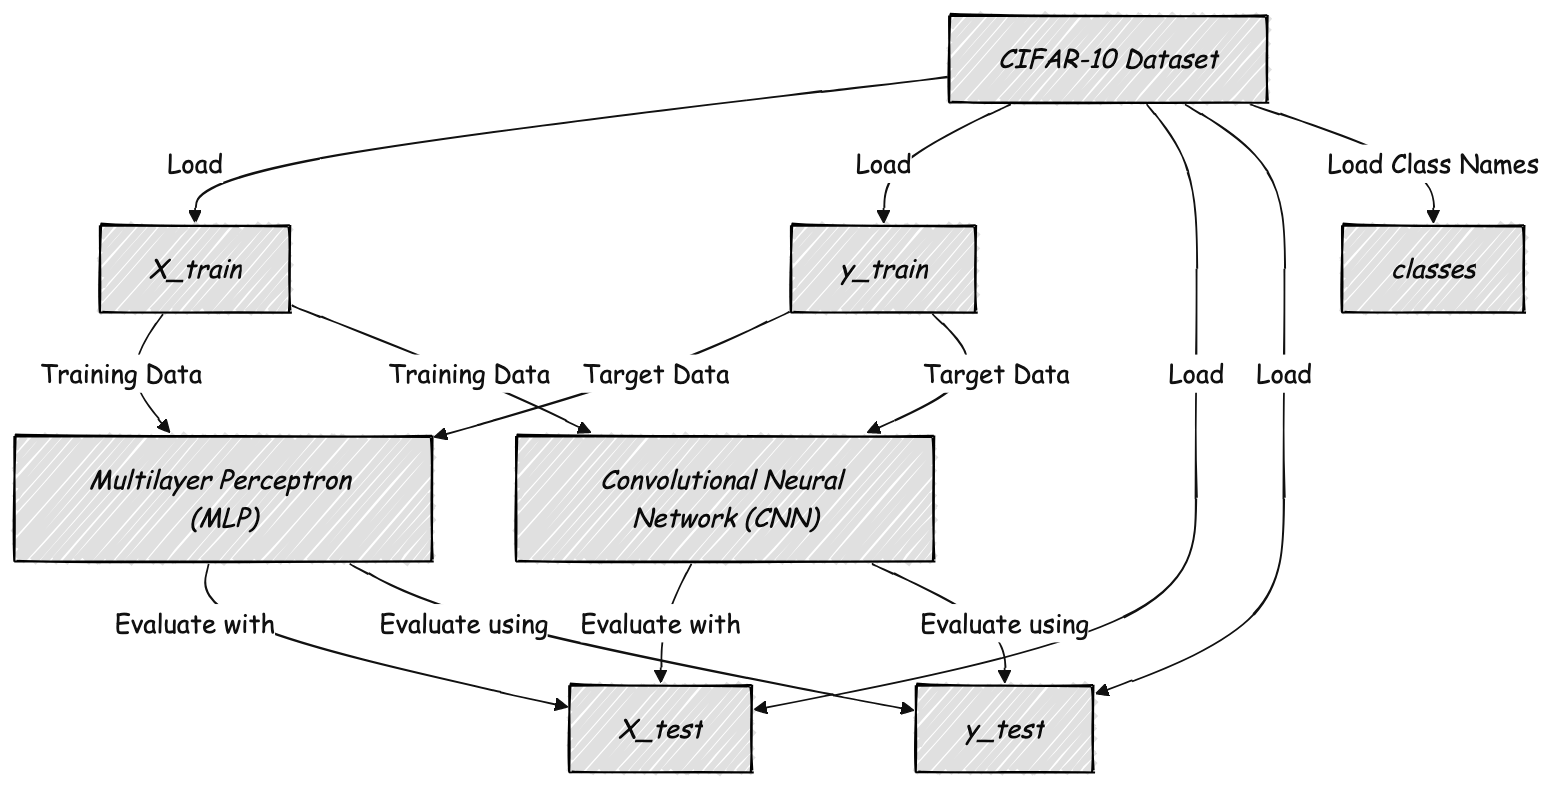 CIFAR-10 Dataset
Load
Load
Load Class Names
X_train
y_train
classes
Training Data
Training Data
Target Data
Target Data
Load
Load
Multilayer Perceptron
(MLP)
Convolutional Neural
Network (CNN)
Evaluate with
Evaluate using
Evaluate with
Evaluate using
X_test
y_test